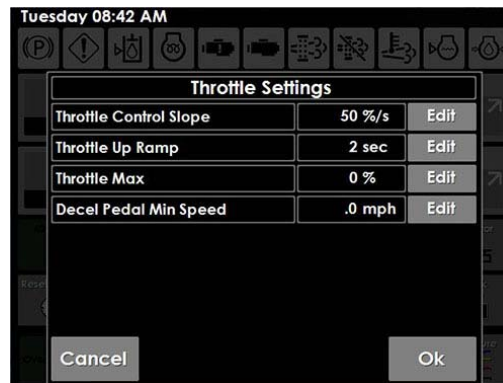 Tuesday 08:42 AM
Throttle Settings
Throttle Control Slope 50 %/s Edit
Throttle Up Ramp 2 sec Edit
Throttle Max 0 % Edit
Decel Pedal Min Speed .0 mph Edit
Cancel Ok